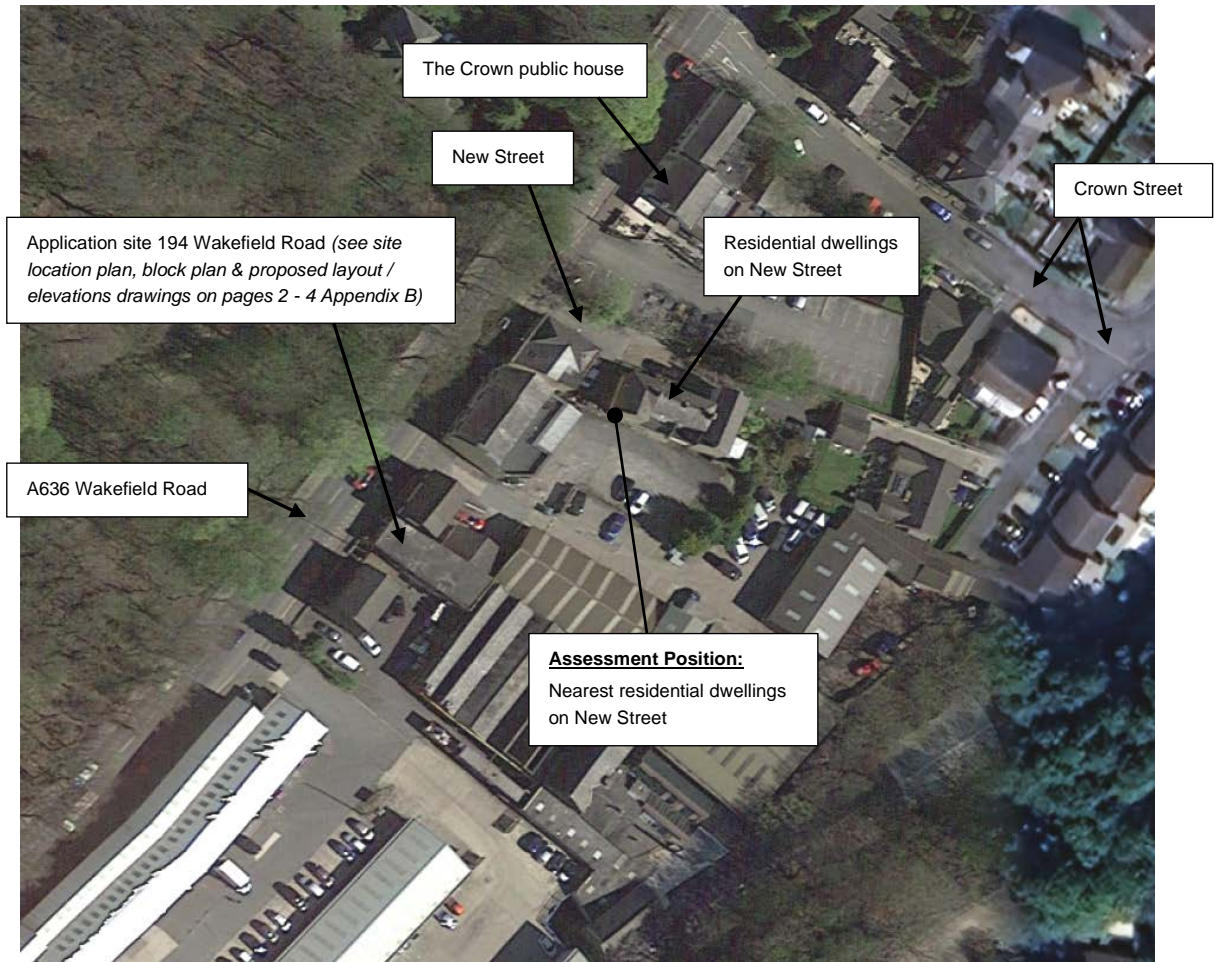 The Crown public house
New Street
Crown Street
Application site 194 Wakefield Road (see site
location plan, block plan & proposed layout /
elevations drawings on pages 2 - 4 Appendix B)
Residential dwellings
on New Street
A636 Wakefield Road
Assessment Position:
Nearest residential dwellings
on New Street